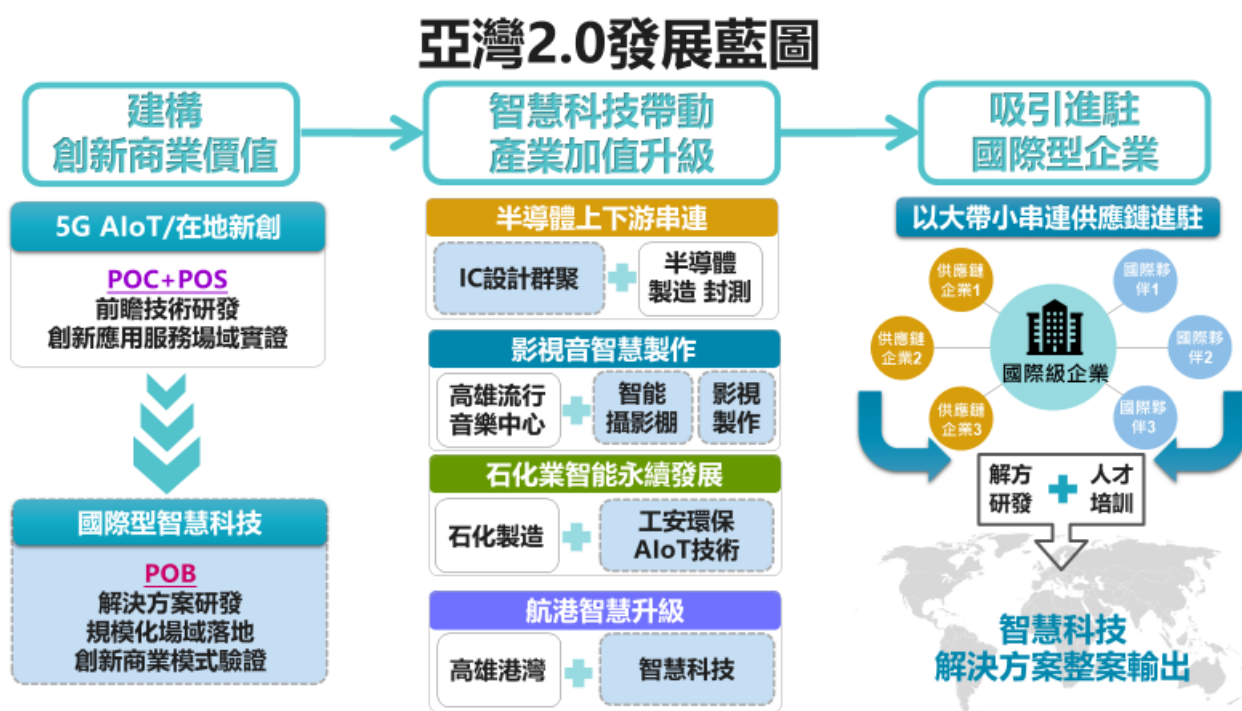 亞灣2.0發展藍圖
建構
創新商業價值
5G AIoT/在地新創
POC+POS
前瞻技術研發
創新應用服務場域實證
國際型智慧科技
POB
解決方案研發
規模化場域落地
創新商業模式驗證
智慧科技帶動
產業加值升級
半導體上下游串連
IC設計群聚
半導體
製造 封測
影視音智慧製作
高雄流行
音樂中心
智能
攝影棚
影視
製作
石化業智能永續發展
石化製造
工安環保
AIoT技術
航港智慧升級
高雄港灣
智慧科技
吸引進駐
國際型企業
以大帶小串連供應鏈進駐
供應鏈
企業1
國際夥
伴1
供應鏈
企業2
國際級企業
國際夥
伴2
供應鏈
企業3
國際夥
伴3
解方
研發
人才
培訓
智慧科技
解決方案整案輸出